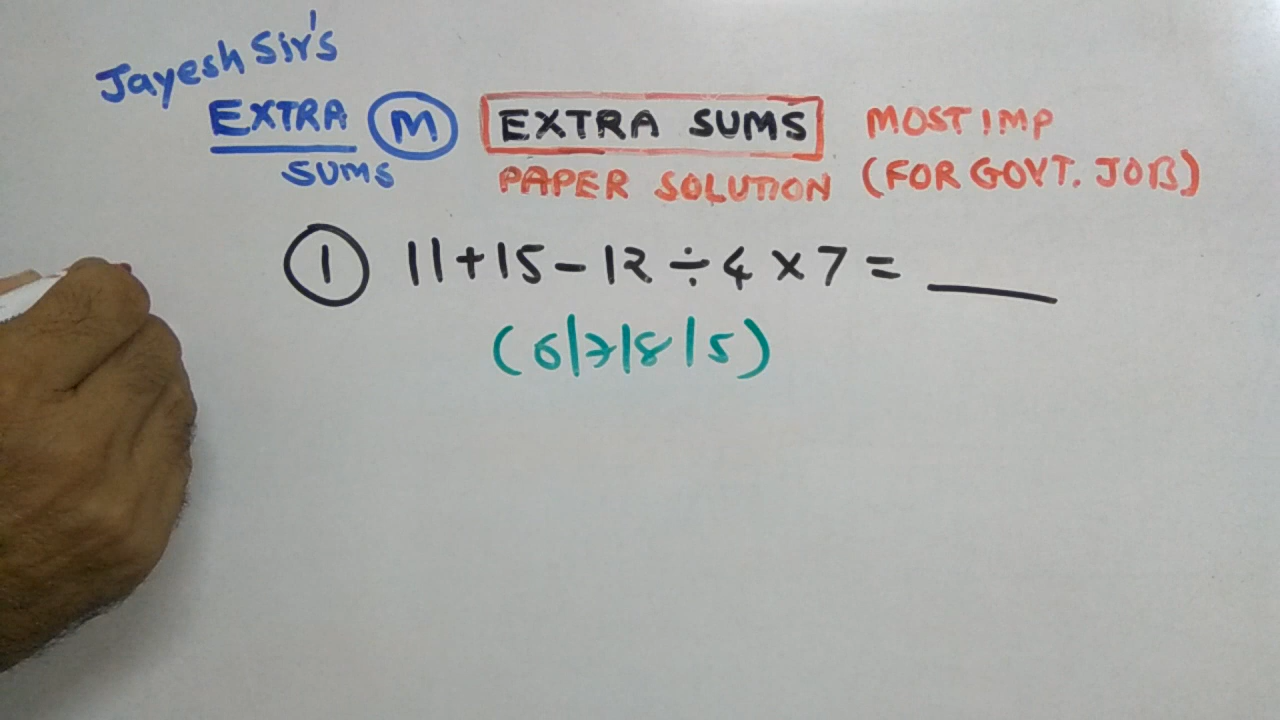 Jayesh Sir's
EXTRA SUMS M
EXTRA SUMS
PAPER SOLUTION
MOST IMP
(FOR GOVT. JOB)
1 11+15-12÷4×7= ____
(6|7|8|5)